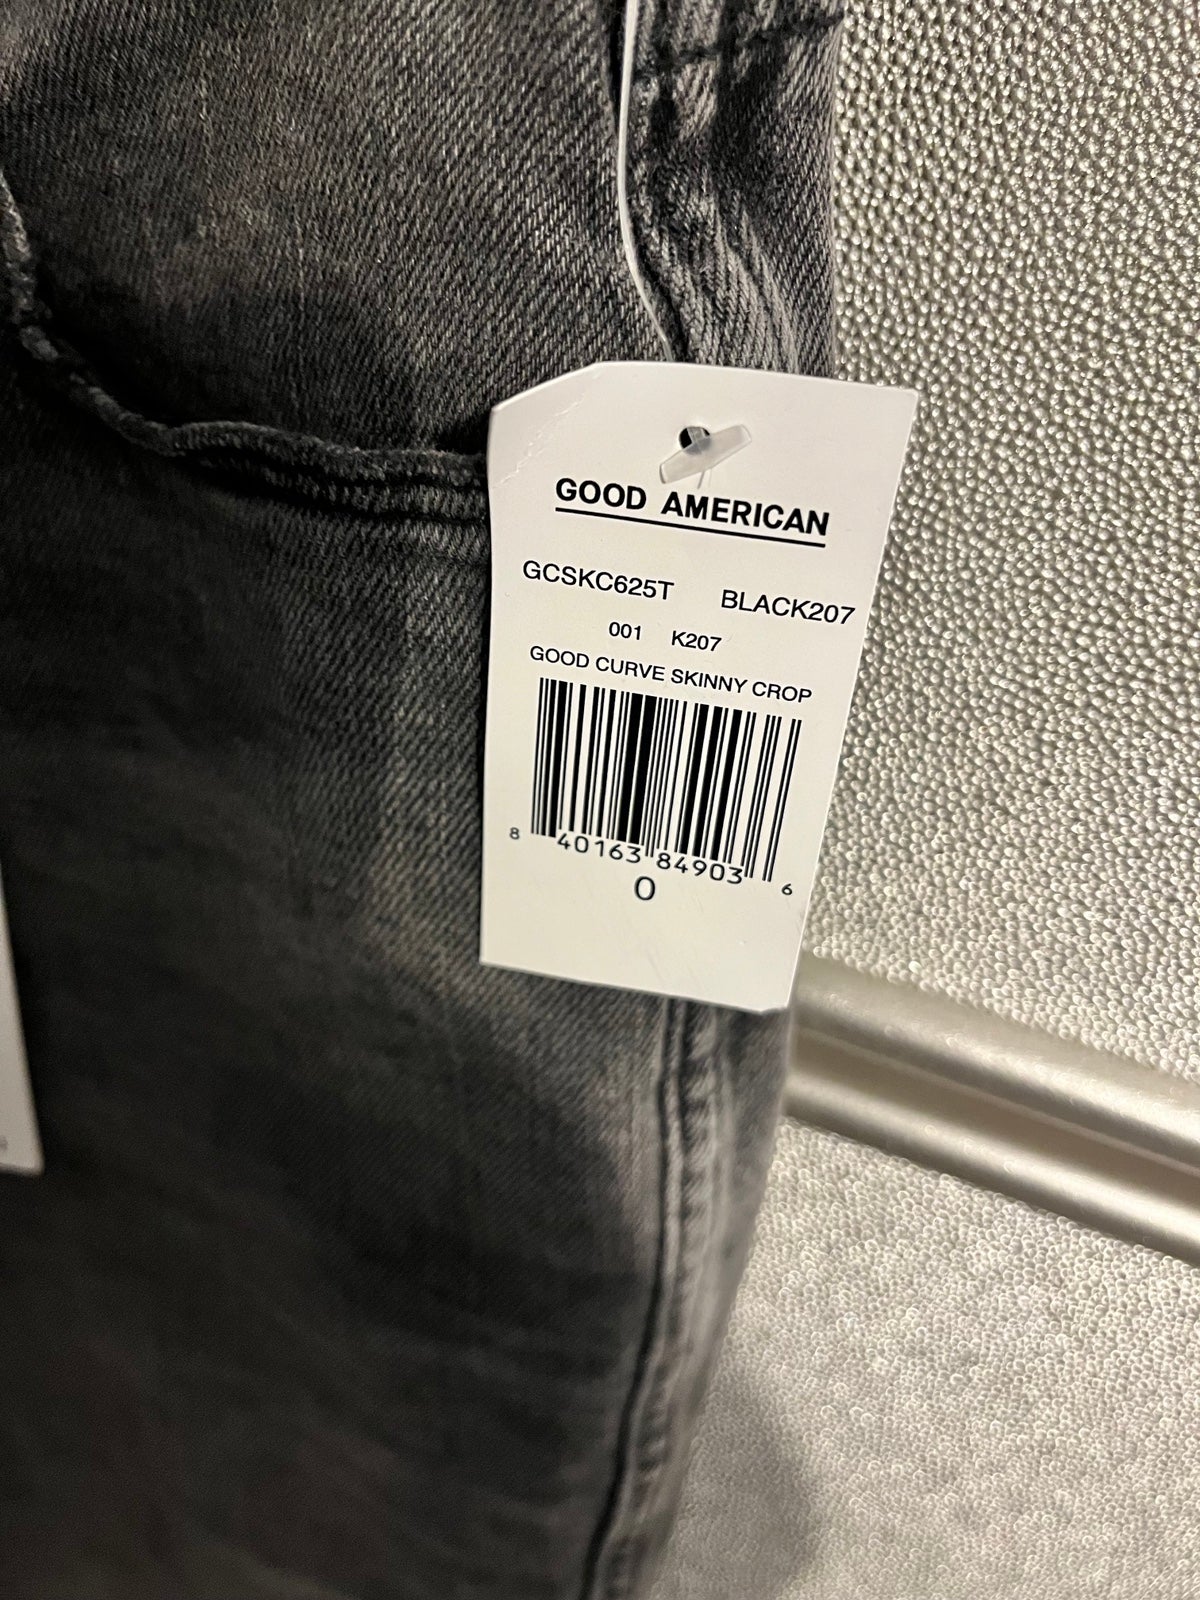 GOOD AMERICAN
GCSKC625T BLACK207
001 K207
GOOD CURVE SKINNY CROP
8 40163 84903 6
0